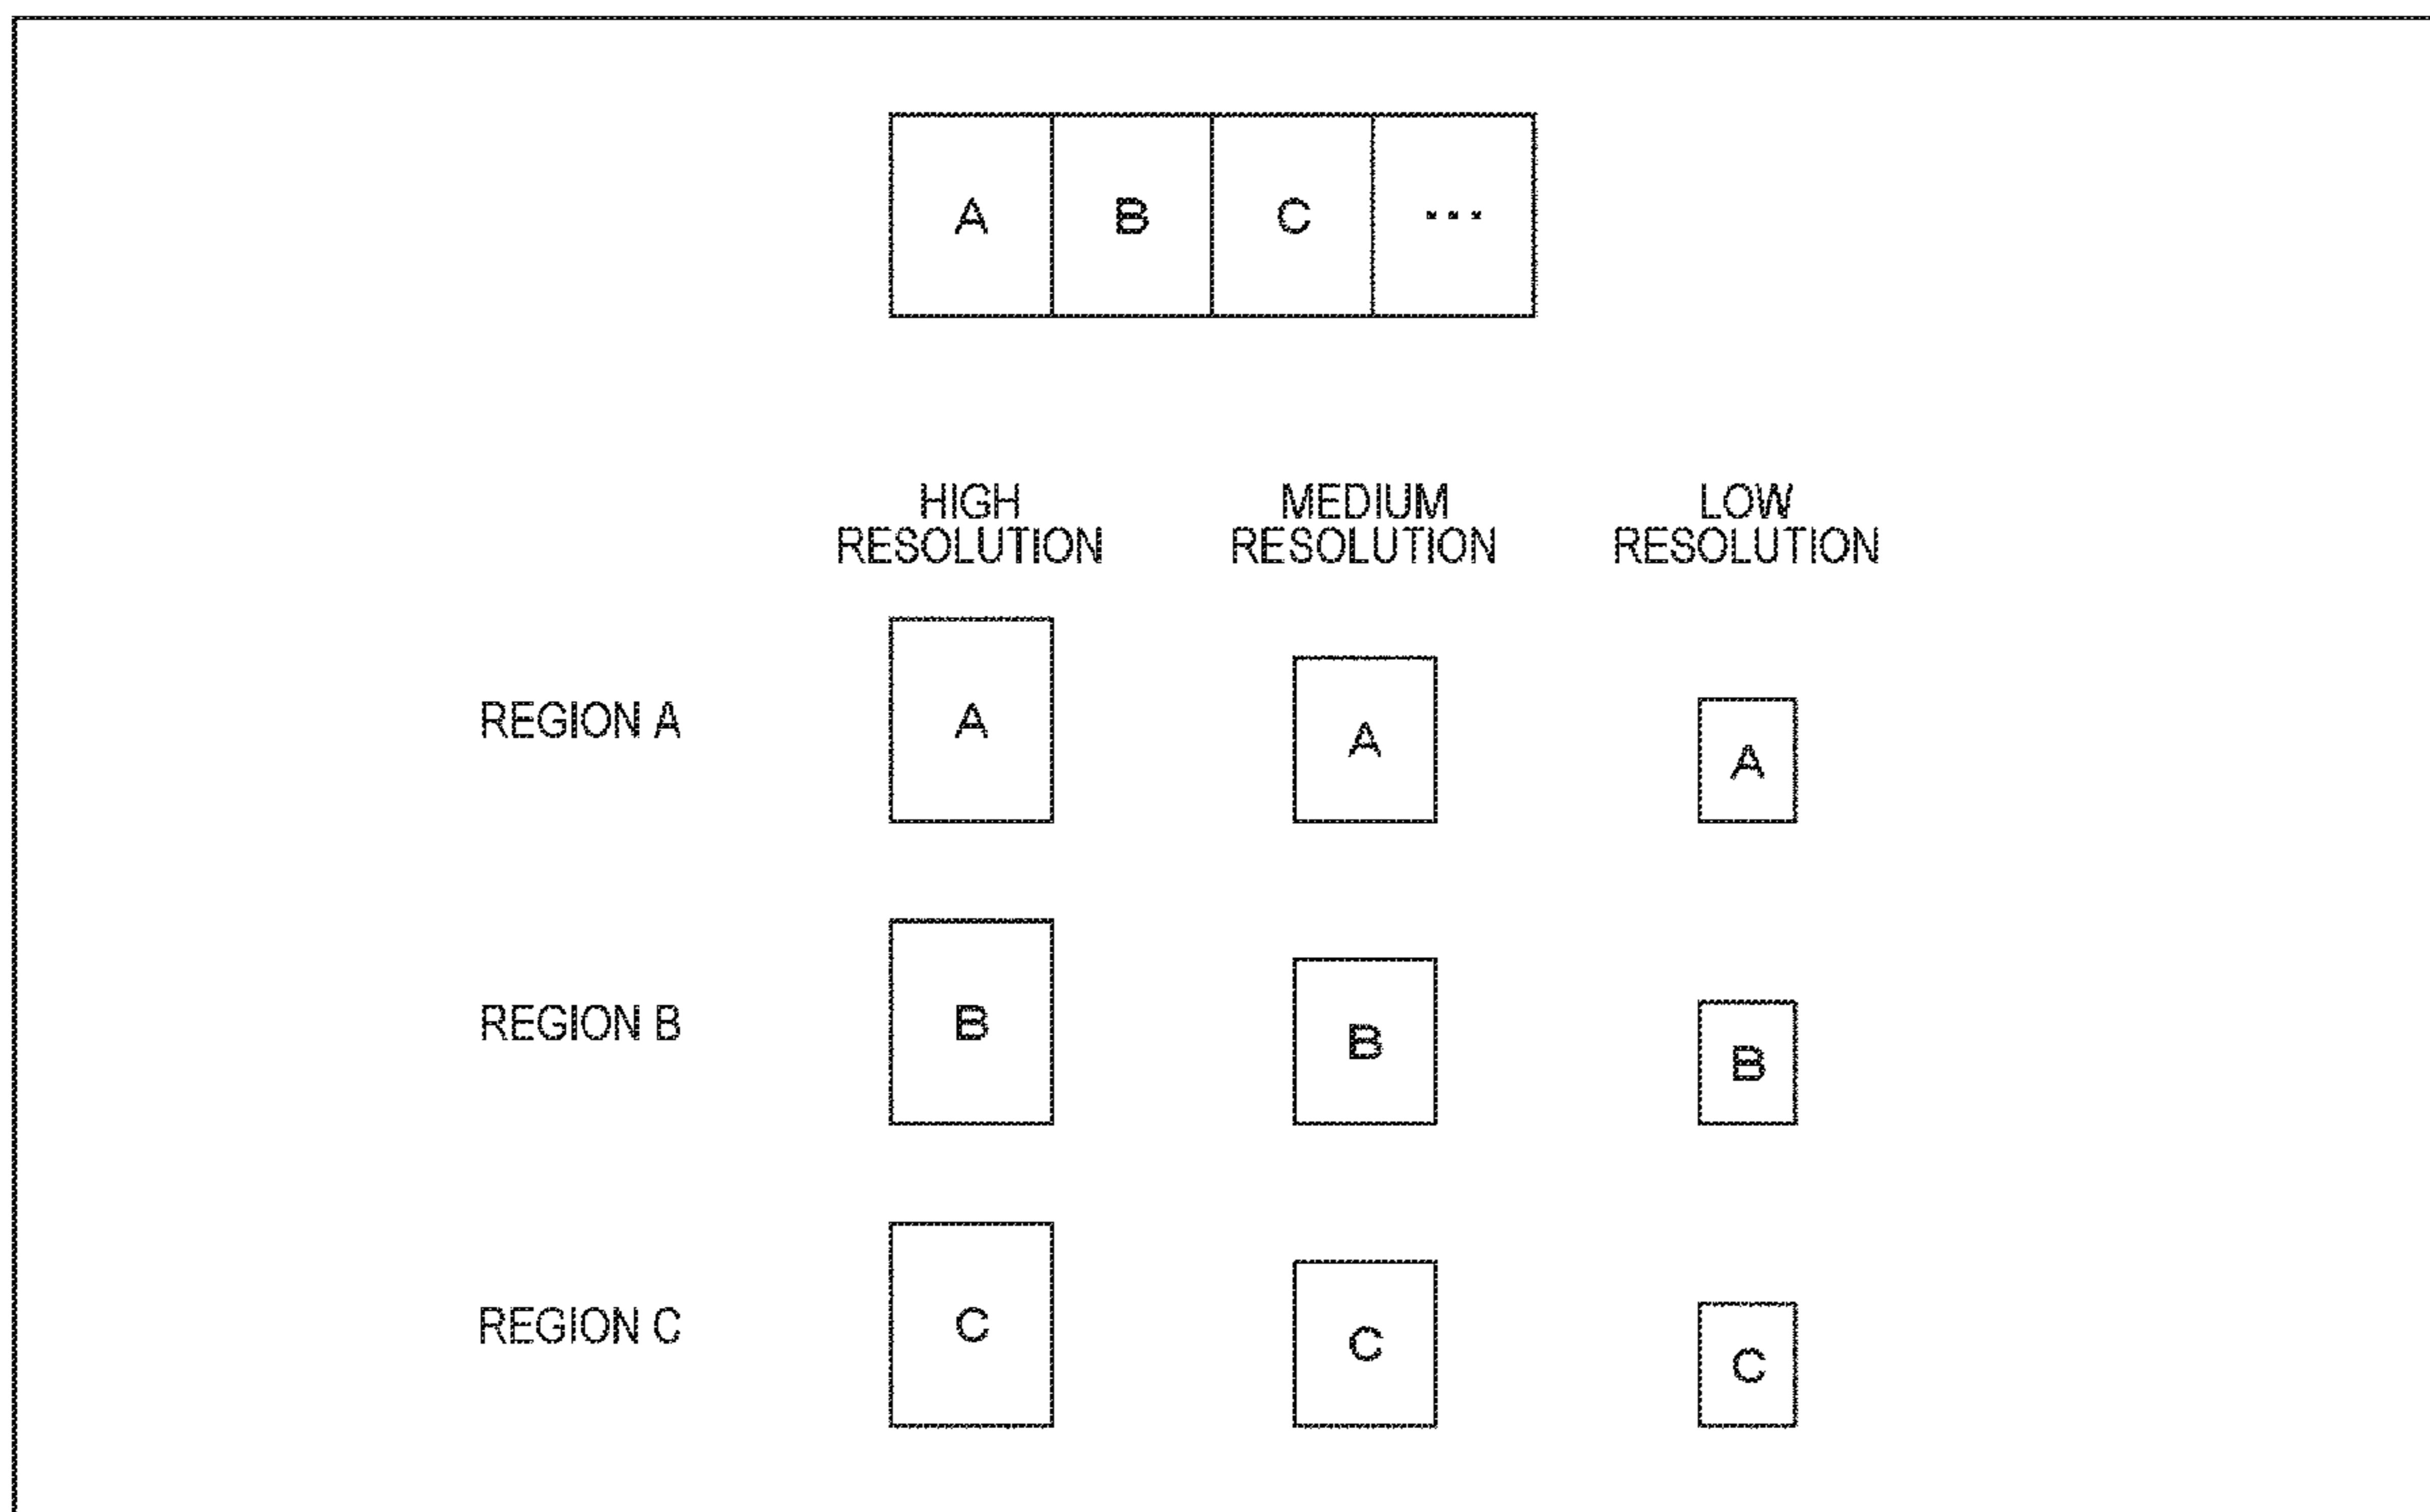 A B C ...
HIGH MEDIUM LOW
RESOLUTION RESOLUTION RESOLUTION
REGION A A A A
REGION B B B B
REGION C C C C